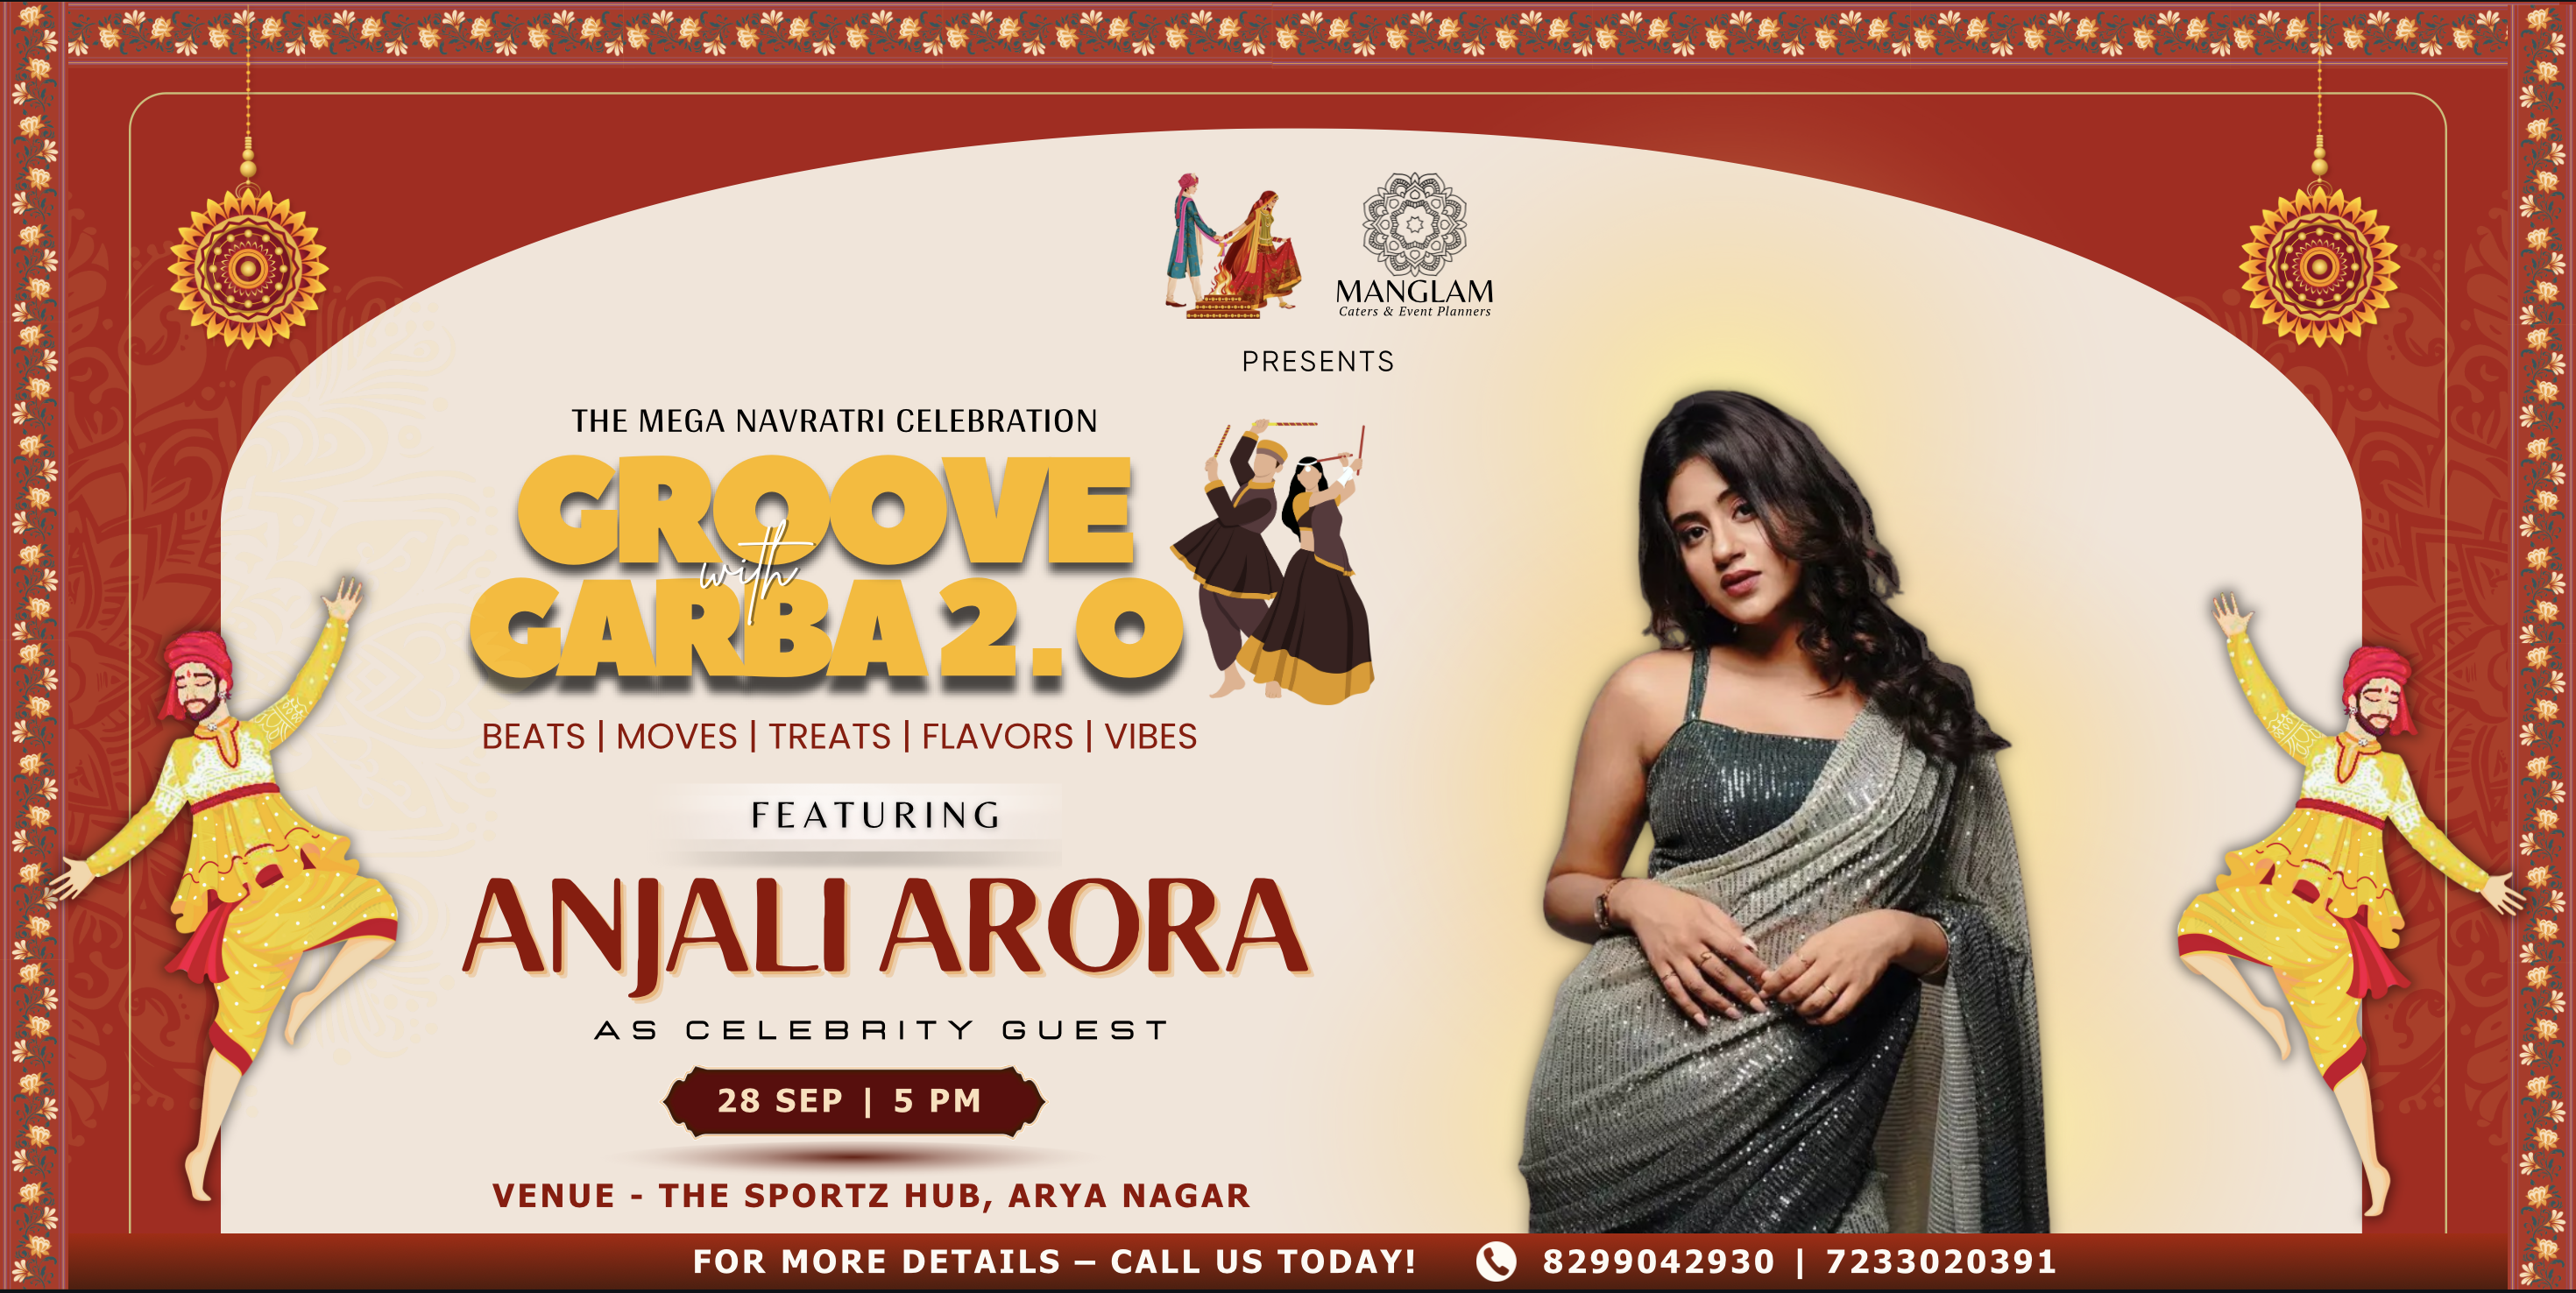 MANGLAM
Caters & Event Planners
PRESENTS
THE MEGA NAVRATRI CELEBRATION
GROOVE
with
GARBA 2.0
BEATS | MOVES | TREATS | FLAVORS | VIBES
FEATURING
ANJALI ARORA
AS CELEBRITY GUEST
28 SEP | 5 PM
VENUE - THE SPORTZ HUB, ARYA NAGAR
FOR MORE DETAILS – CALL US TODAY! 8299042930 | 7233020391